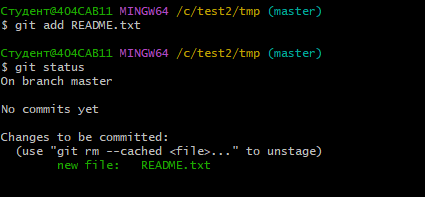 Студент@404CAB11 MINGW64 /c/test2/tmp (master)
$ git add README.txt
Студент@404CAB11 MINGW64 /c/test2/tmp (master)
$ git status
On branch master
No commits yet
Changes to be committed:
  (use "git rm --cached <file>..." to unstage)
        new file:   README.txt